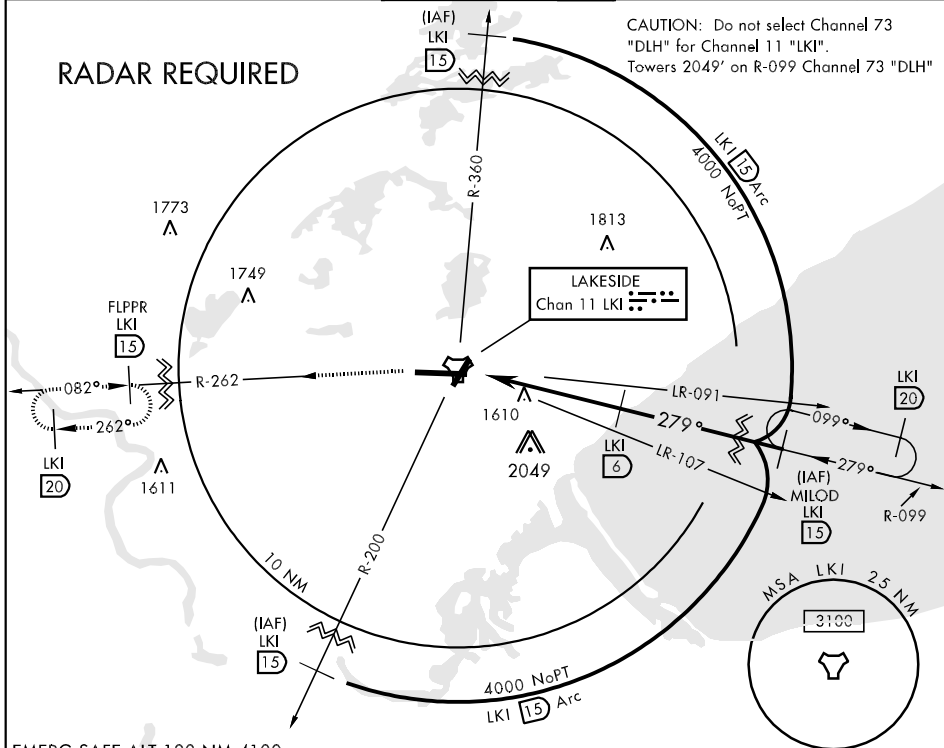 (IAF)
LKI
15
CAUTION: Do not select Channel 73
"DLH" for Channel 11 "LKI".
Towers 2049' on R-099 Channel 73 "DLH"
RADAR REQUIRED
LKI 15 Arc
4000 NoPT
R-360
1773
1813
1749
LAKESIDE
Chan 11 LKI
FLPPR
LKI
15
082°
R-262
262°
LKI
20
1611
1610
2049
LR-091
279°
LKI
6
LR-107
099°
LKI
20
279°
(IAF)
MILOD
LKI
15
R-099
R-200
10 NM
(IAF)
LKI
15
4000 NoPT
LKI 15 Arc
MSA LKI 25 NM
3100